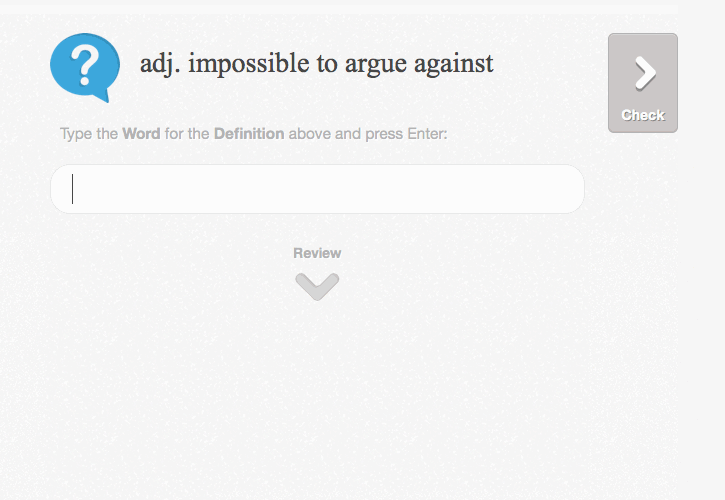 adj. impossible to argue against
Check
Type the Word for the Definition above and press Enter:
Review